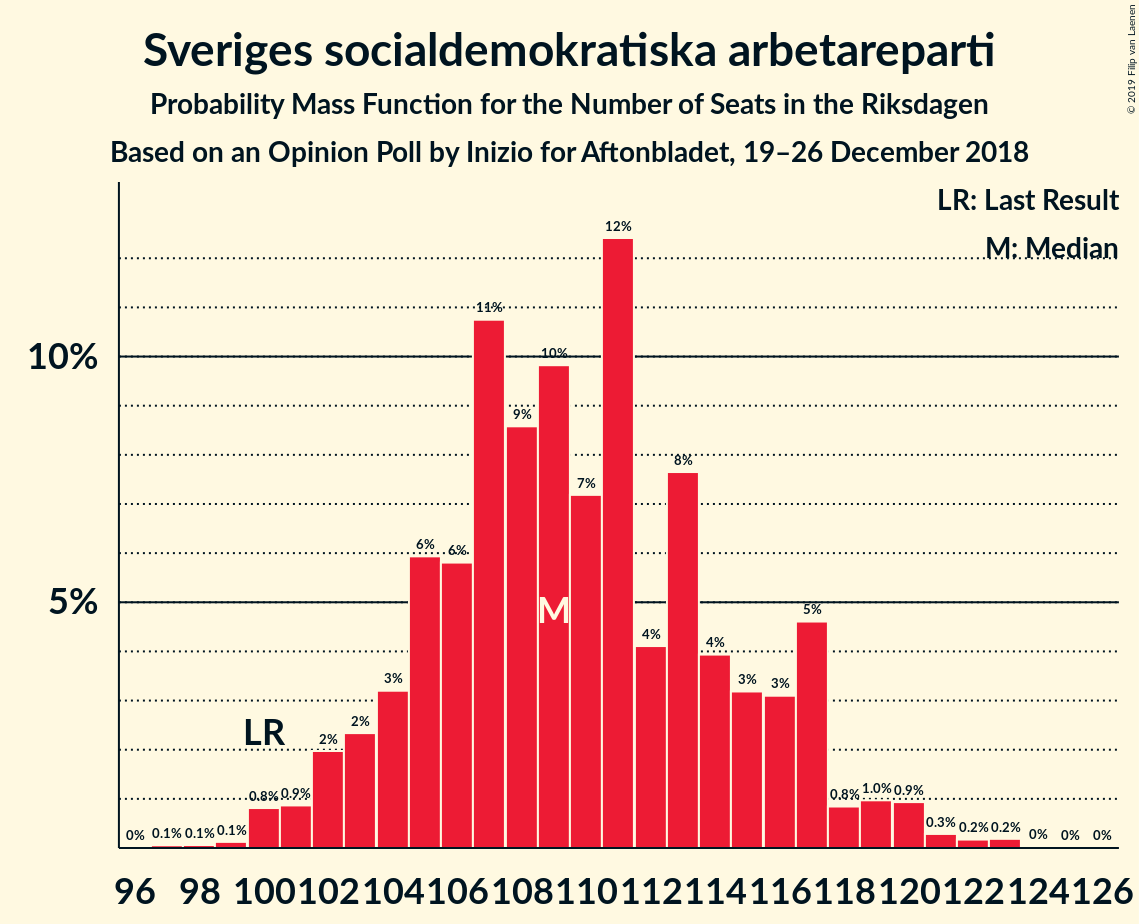 Sveriges socialdemokratiska arbetareparti
Probability Mass Function for the Number of Seats in the Riksdagen
Based on an Opinion Poll by Inizio for Aftonbladet, 19–26 December 2018
© 2019 Filip van Laenen
LR: Last Result
M: Median
10%
5%
0% 0.1% 0.1% 0.1% 0.8% 0.9% 2% 2% 3% 6% 6% 11% 9% 10% 7% 12% 4% 8% 4% 3% 3% 5% 0.8% 1.0% 0.9% 0.3% 0.2% 0.2% 0% 0% 0%
LR
M
96 98 100 102 104 106 108 110 112 114 116 118 120 122 124 126